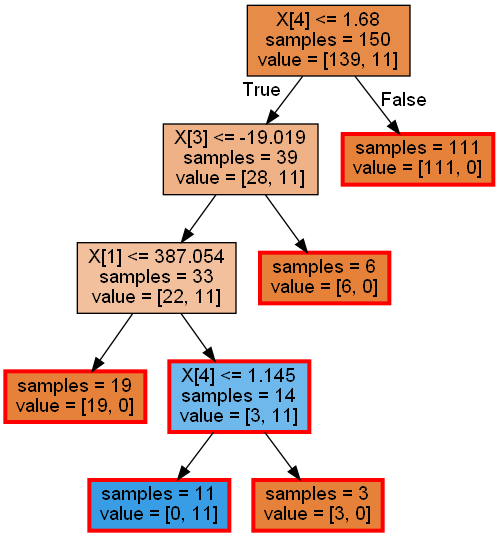 X[4] <= 1.68
samples = 150
value = [139, 11]
True
False
X[3] <= -19.019
samples = 39
value = [28, 11]
samples = 111
value = [111, 0]
X[1] <= 387.054
samples = 33
value = [22, 11]
samples = 6
value = [6, 0]
samples = 19
value = [19, 0]
X[4] <= 1.145
samples = 14
value = [3, 11]
samples = 11
value = [0, 11]
samples = 3
value = [3, 0]